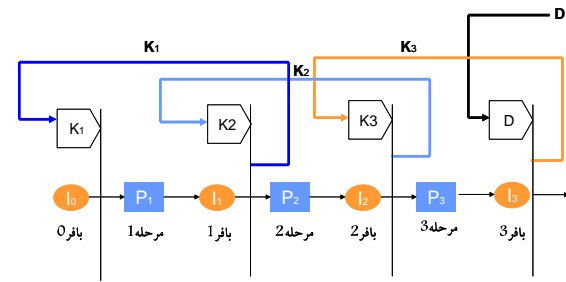 D
K₁
K₃
K₂
K₁
K2
K3
D
I₀
P₁
I₁
P₂
I₂
P₃
I₃
بافر0
مرحله1
بافر1
مرحله2
بافر2
مرحله3
بافر3